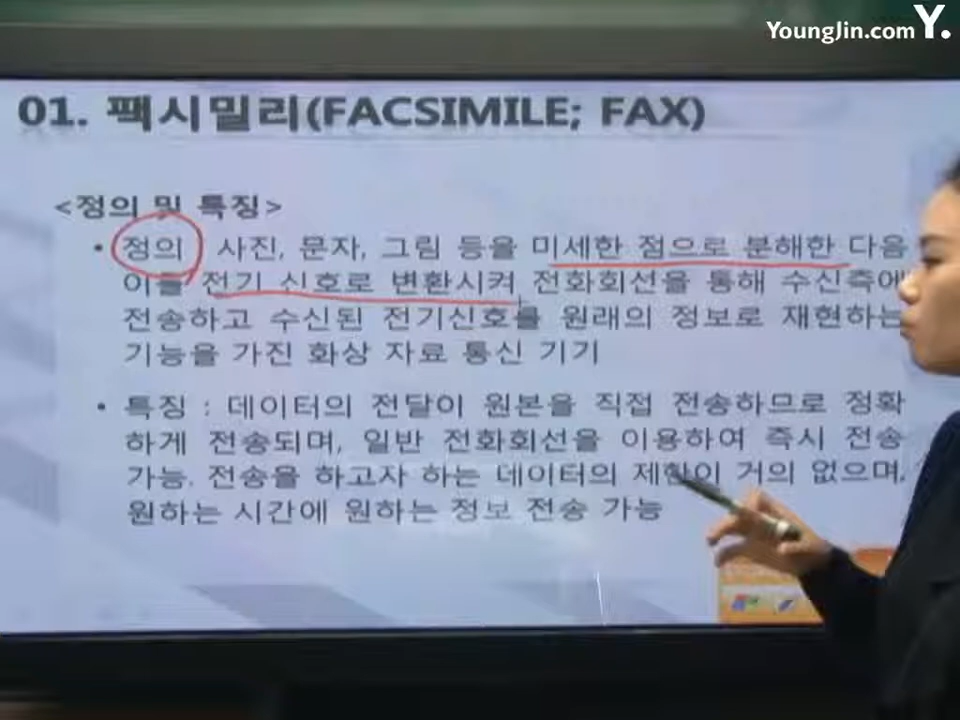 YoungJin.com Y.
01. 팩시밀리(FACSIMILE; FAX)
<정의 및 특징>
• 정의 사진, 문자, 그림 등을 미세한 점으로 분해한 다음
이를 전기 신호로 변환시켜 전화회선을 통해 수신측에
전송하고 수신된 전기신호를 원래의 정보로 재현하는
기능을 가진 화상 자료 통신 기기
• 특징 : 데이터의 전달이 원본을 직접 전송하므로 정확
하게 전송되며, 일반 전화회선을 이용하여 즉시 전송
가능. 전송을 하고자 하는 데이터의 제한이 거의 없으며,
원하는 시간에 원하는 정보 전송 가능